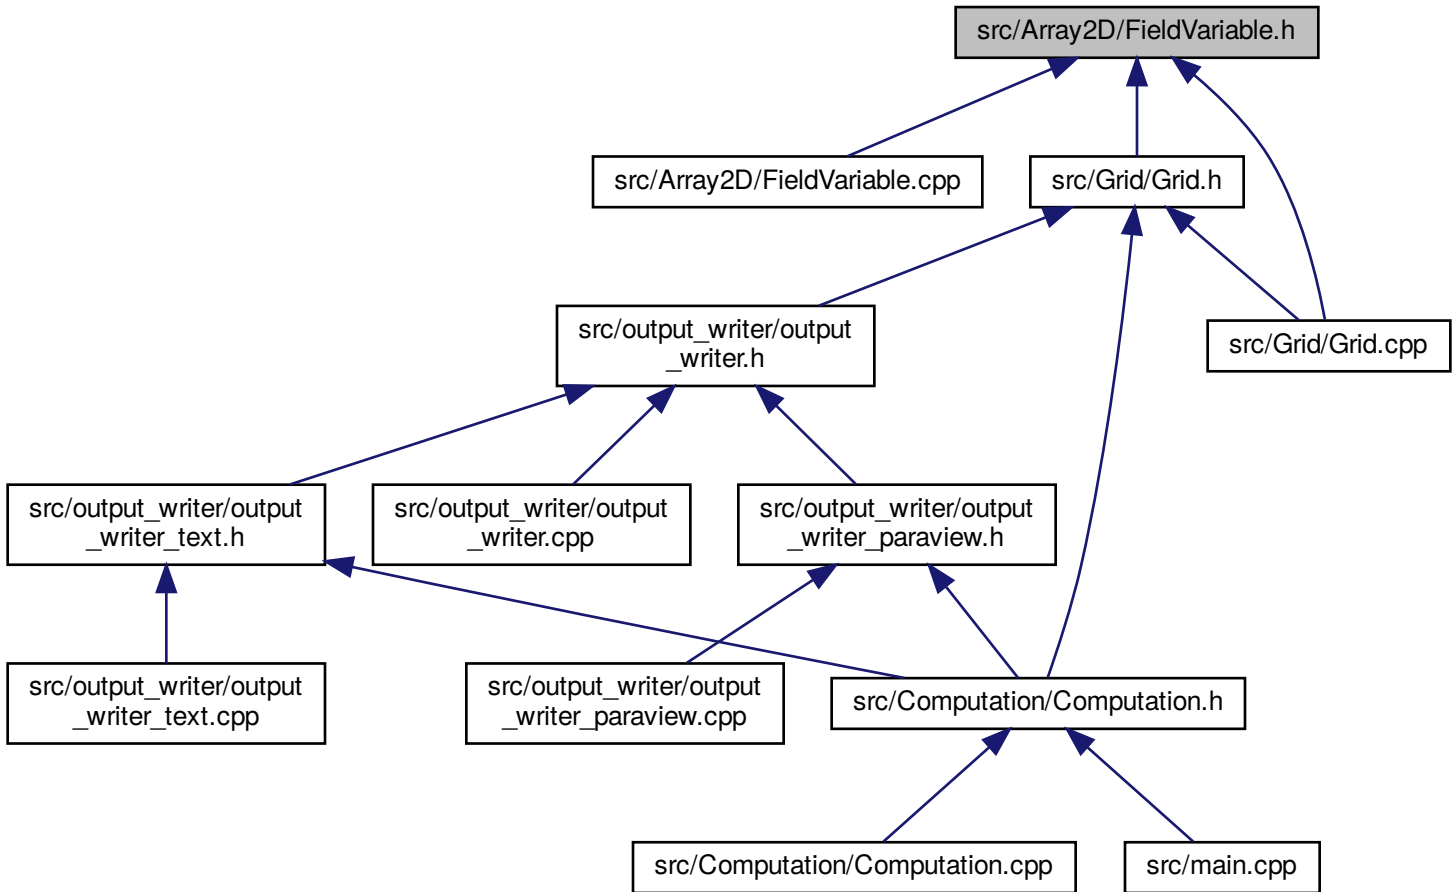 src/Array2D/FieldVariable.h
src/Array2D/FieldVariable.cpp
src/Grid/Grid.h
src/output_writer/output
_writer.h
src/Grid/Grid.cpp
src/output_writer/output
_writer_text.h
src/output_writer/output
_writer.cpp
src/output_writer/output
_writer_paraview.h
src/output_writer/output
_writer_text.cpp
src/output_writer/output
_writer_paraview.cpp
src/Computation/Computation.h
src/Computation/Computation.cpp
src/main.cpp